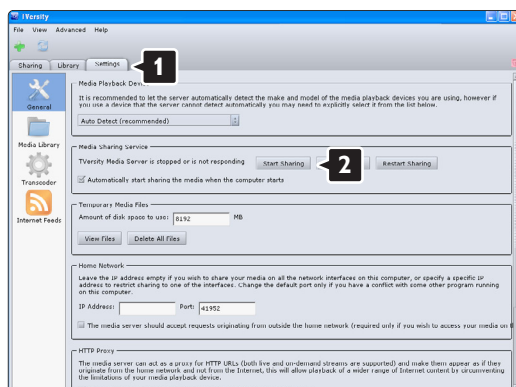 TVersity
File View Advanced Help
Sharing Library Settings
1
General
Media Library
Transcoder
Internet Feeds
Media Playback Device
It is recommended to let the server automatically detect the make and model of the media playback devices you are using, however if
you use a device that the server cannot detect automatically you may need to explicitly select it from the list below.
Auto Detect (recommended)
Media Sharing Service
TVersity Media Server is stopped or is not responding Start Sharing 2 Restart Sharing
Automatically start sharing the media when the computer starts
Temporary Media Files
Amount of disk space to use: 8192 MB
View Files Delete All Files
Home Network
Leave the IP address empty if you wish to share your media on all the network interfaces on this computer, or specify a specific IP
address to restrict sharing to one of the interfaces. Change the default port only if you have a conflict with some other program running
on this computer.
IP Address: Port: 41952
The media server should accept requests originating from outside the home network (required only if you wish to access your media on t
HTTP Proxy
The media server can act as a proxy for HTTP URLs (both live and on-demand streams are supported) and make them appear as if they
originate from the home network and not from the Internet, this will allow playback of a wider range of Internet content by circumventing
the limitations of your media playback device.